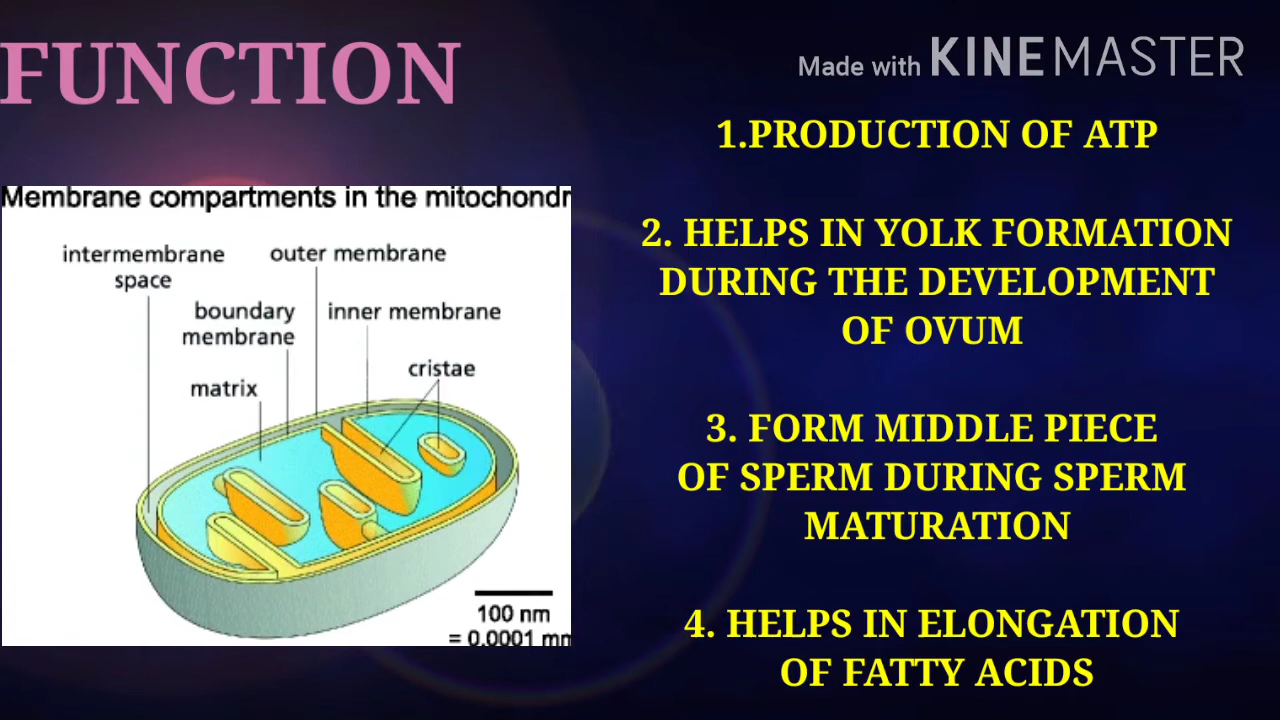 FUNCTION
Made with KINEMASTER
1.PRODUCTION OF ATP
2. HELPS IN YOLK FORMATION
DURING THE DEVELOPMENT
OF OVUM
3. FORM MIDDLE PIECE
OF SPERM DURING SPERM
MATURATION
4. HELPS IN ELONGATION
OF FATTY ACIDS
Membrane compartments in the mitochondr
intermembrane
space
outer membrane
boundary
membrane
inner membrane
cristae
matrix
100 nm
= 0.0001 mm